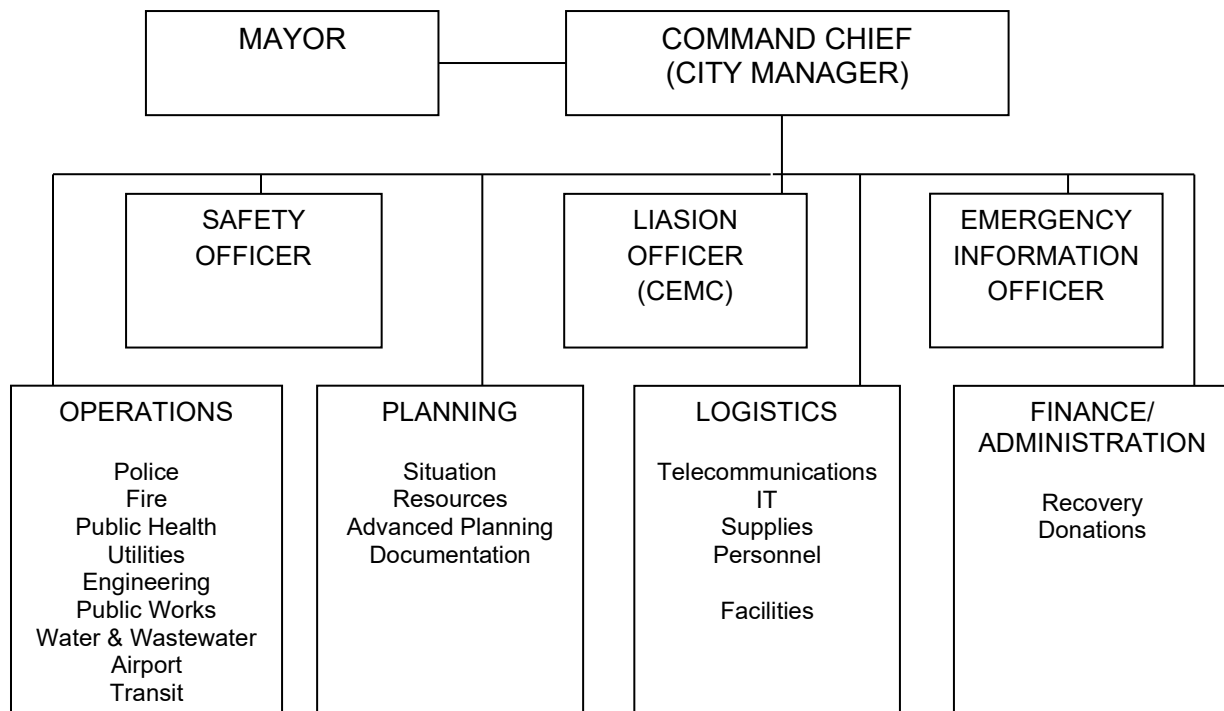 MAYOR
COMMAND CHIEF
(CITY MANAGER)
SAFETY
OFFICER
LIASION
OFFICER
(CEMC)
EMERGENCY
INFORMATION
OFFICER
OPERATIONS
Police
Fire
Public Health
Utilities
Engineering
Public Works
Water & Wastewater
Airport
Transit
PLANNING
Situation
Resources
Advanced Planning
Documentation
LOGISTICS
Telecommunications
IT
Supplies
Personnel
Facilities
FINANCE/
ADMINISTRATION
Recovery
Donations